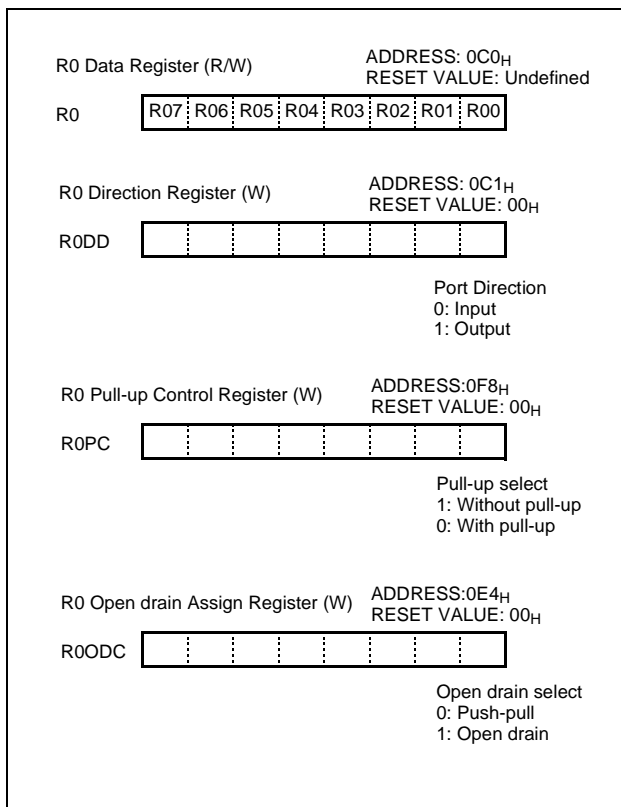 R0 Data Register (R/W)
ADDRESS: 0C0H
RESET VALUE: Undefined
R0
R07 R06 R05 R04 R03 R02 R01 R00
R0 Direction Register (W)
ADDRESS: 0C1H
RESET VALUE: 00H
R0DD
Port Direction
0: Input
1: Output
R0 Pull-up Control Register (W)
ADDRESS:0F8H
RESET VALUE: 00H
R0PC
Pull-up select
1: Without pull-up
0: With pull-up
R0 Open drain Assign Register (W)
ADDRESS:0E4H
RESET VALUE: 00H
R0ODC
Open drain select
0: Push-pull
1: Open drain